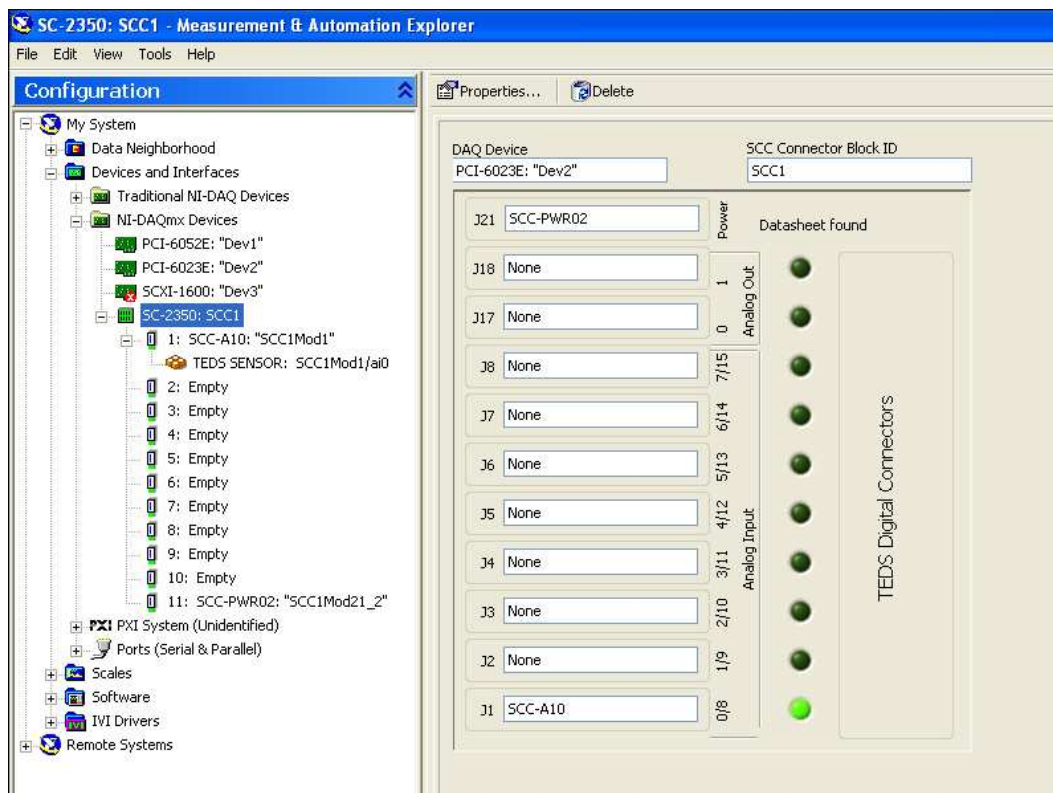 SC-2350: SCC1 - Measurement & Automation Explorer
File Edit View Tools Help
Configuration
My System
Data Neighborhood
Devices and Interfaces
Traditional NI-DAQ Devices
NI-DAQmx Devices
PCI-6052E: "Dev1"
PCI-6023E: "Dev2"
SCXI-1600: "Dev3"
SC-2350: SCC1
1: SCC-A10: "SCC1Mod1"
TEDS SENSOR: SCC1Mod1/ai0
2: Empty
3: Empty
4: Empty
5: Empty
6: Empty
7: Empty
8: Empty
9: Empty
10: Empty
11: SCC-PWR02: "SCC1Mod21_2"
PXI PXI System (Unidentified)
Ports (Serial & Parallel)
Scales
Software
IVI Drivers
Remote Systems
Properties... Delete
DAQ Device SCC Connector Block ID
PCI-6023E: "Dev2" SCC1
J21 SCC-PWR02 Power Datasheet found
J18 None 1
J17 None 0
Analog Out
J8 None 7/15
J7 None 6/14
J6 None 5/13
J5 None 4/12
J4 None 3/11
J3 None 2/10
J2 None 1/9
J1 SCC-A10 0/8
Analog Input
TEDS Digital Connectors